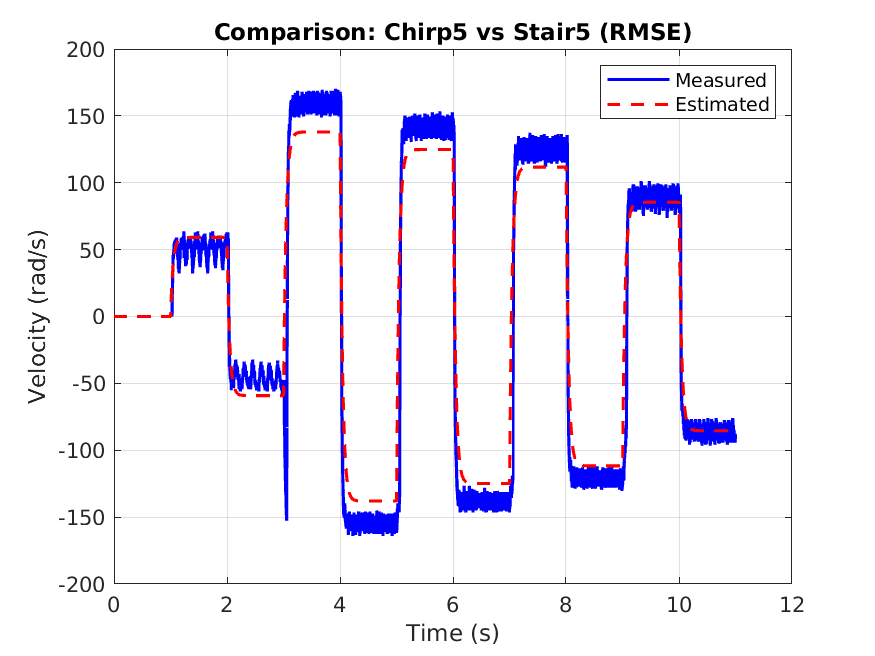 Comparison: Chirp5 vs Stair5 (RMSE)
Measured
Estimated
200
150
100
50
0
-50
-100
-150
-200
Velocity (rad/s)
0 2 4 6 8 10 12
Time (s)